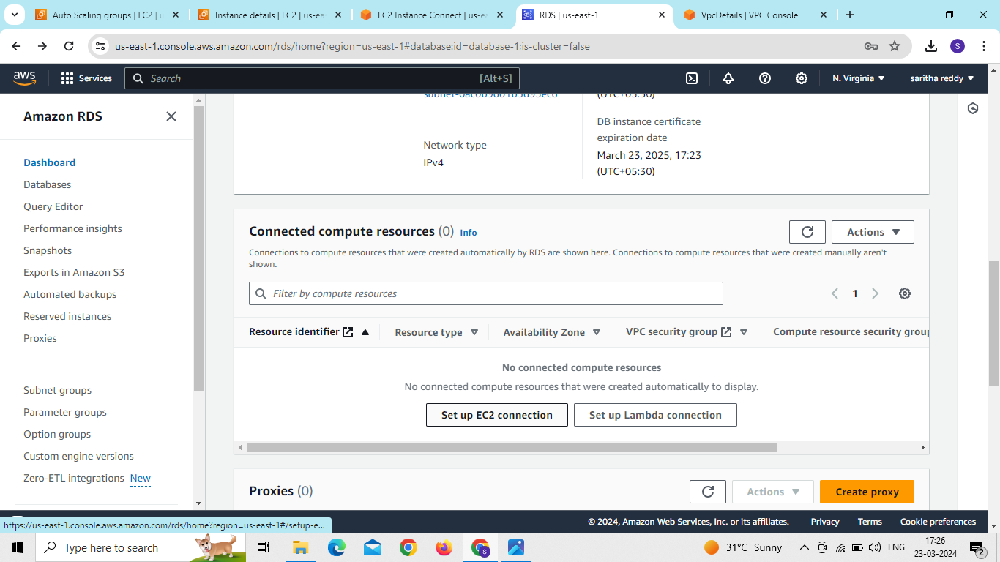 Auto Scaling groups | EC2 | u
Instance details | EC2 | us-ea
EC2 Instance Connect | us-e
RDS | us-east-1
VpcDetails | VPC Console
us-east-1.console.aws.amazon.com/rds/home?region=us-east-1#database:id=database-1;is-cluster=false
S
aws
Services
Search
[Alt+S]
N. Virginia
saritha reddy
Amazon RDS
Dashboard
Databases
Query Editor
Performance insights
Snapshots
Exports in Amazon S3
Automated backups
Reserved instances
Proxies
Subnet groups
Parameter groups
Option groups
Custom engine versions
Zero-ETL integrations New
subnet-0ac0b9601b5d93ec6
Network type
IPv4
(UTC+05:30)
DB instance certificate
expiration date
March 23, 2025, 17:23
(UTC+05:30)
Connected compute resources (0) Info
Actions
Connections to compute resources that were created automatically by RDS are shown here. Connections to compute resources that were created manually aren't
shown.
Filter by compute resources
1
Resource identifier
Resource type
Availability Zone
VPC security group
Compute resource security group
No connected compute resources
No connected compute resources that were created automatically to display.
Set up EC2 connection
Set up Lambda connection
Proxies (0)
Actions
Create proxy
https://us-east-1.console.aws.amazon.com/rds/home?region=us-east-1#/setup-e...
© 2024, Amazon Web Services, Inc. or its affiliates.
Privacy
Terms
Cookie preferences
Type here to search
S
31°C Sunny
ENG
17:26
23-03-2024
2